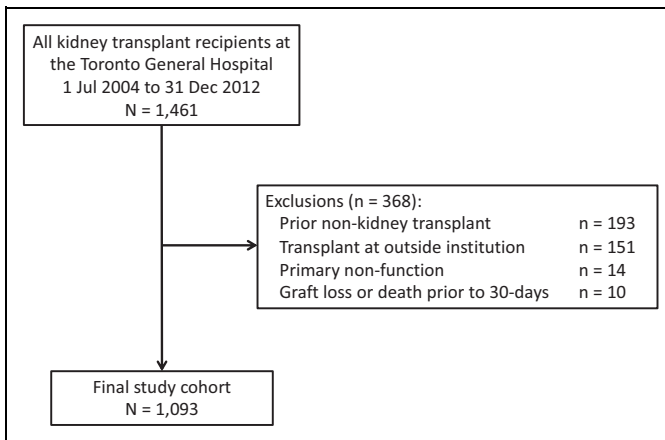 All kidney transplant recipients at
the Toronto General Hospital
1 Jul 2004 to 31 Dec 2012
N = 1,461
Exclusions (n = 368):
Prior non-kidney transplant n = 193
Transplant at outside institution n = 151
Primary non-function n = 14
Graft loss or death prior to 30-days n = 10
Final study cohort
N = 1,093